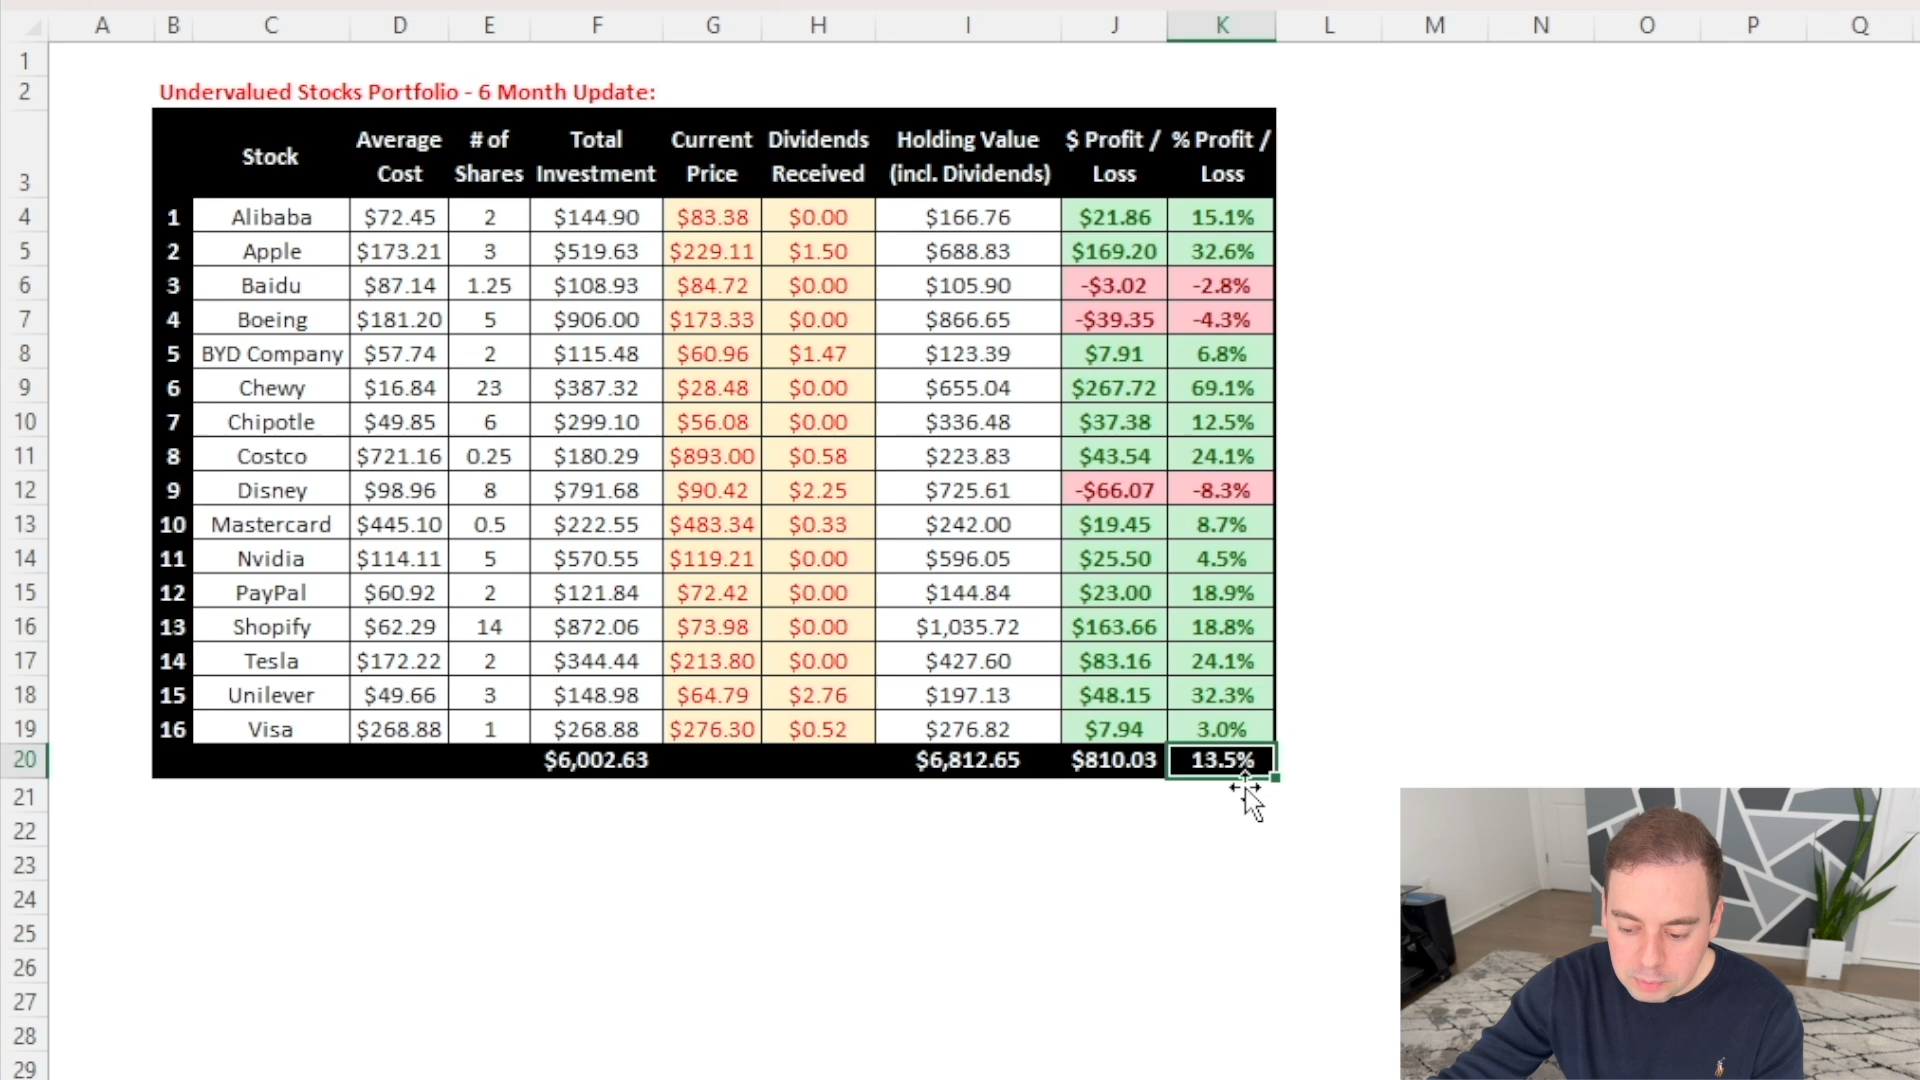 A B C D E F G H I J K L M N O P Q
1
2 Undervalued Stocks Portfolio - 6 Month Update:
3 Stock Average Cost # of Shares Total Investment Current Price Dividends Received Holding Value (incl. Dividends) $ Profit / Loss % Profit / Loss
4 1 Alibaba $72.45 2 $144.90 $83.38 $0.00 $166.76 $21.86 15.1%
5 2 Apple $173.21 3 $519.63 $229.11 $1.50 $688.83 $169.20 32.6%
6 3 Baidu $87.14 1.25 $108.93 $84.72 $0.00 $105.90 -$3.02 -2.8%
7 4 Boeing $181.20 5 $906.00 $173.33 $0.00 $866.65 -$39.35 -4.3%
8 5 BYD Company $57.74 2 $115.48 $60.96 $1.47 $123.39 $7.91 6.8%
9 6 Chewy $16.84 23 $387.32 $28.48 $0.00 $655.04 $267.72 69.1%
10 7 Chipotle $49.85 6 $299.10 $56.08 $0.00 $336.48 $37.38 12.5%
11 8 Costco $721.16 0.25 $180.29 $893.00 $0.58 $223.83 $43.54 24.1%
12 9 Disney $98.96 8 $791.68 $90.42 $2.25 $725.61 -$66.07 -8.3%
13 10 Mastercard $445.10 0.5 $222.55 $483.34 $0.33 $242.00 $19.45 8.7%
14 11 Nvidia $114.11 5 $570.55 $119.21 $0.00 $596.05 $25.50 4.5%
15 12 PayPal $60.92 2 $121.84 $72.42 $0.00 $144.84 $23.00 18.9%
16 13 Shopify $62.29 14 $872.06 $73.98 $0.00 $1,035.72 $163.66 18.8%
17 14 Tesla $172.22 2 $344.44 $213.80 $0.00 $427.60 $83.16 24.1%
18 15 Unilever $49.66 3 $148.98 $64.79 $2.76 $197.13 $48.15 32.3%
19 16 Visa $268.88 1 $268.88 $276.30 $0.52 $276.82 $7.94 3.0%
20 $6,002.63 $6,812.65 $810.03 13.5%
21
22
23
24
25
26
27
28
29